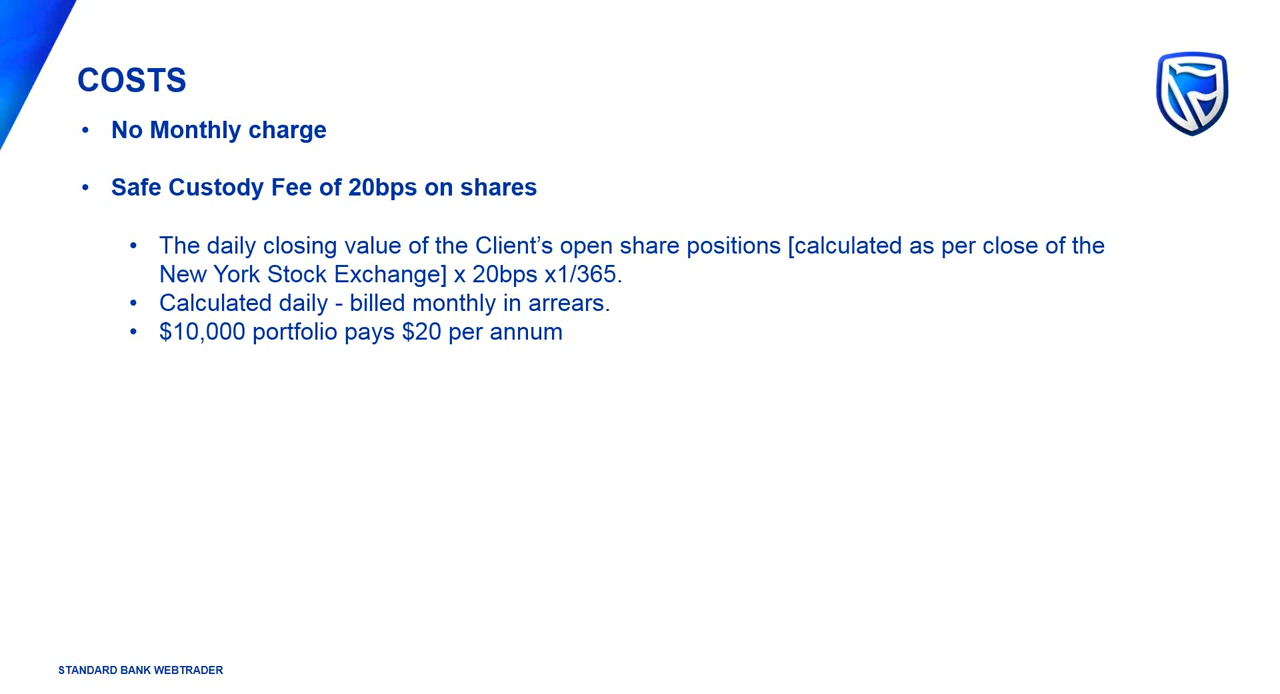 COSTS
• No Monthly charge
• Safe Custody Fee of 20bps on shares
• The daily closing value of the Client’s open share positions [calculated as per close of the
New York Stock Exchange] x 20bps x1/365.
• Calculated daily - billed monthly in arrears.
• $10,000 portfolio pays $20 per annum
STANDARD BANK WEBTRADER